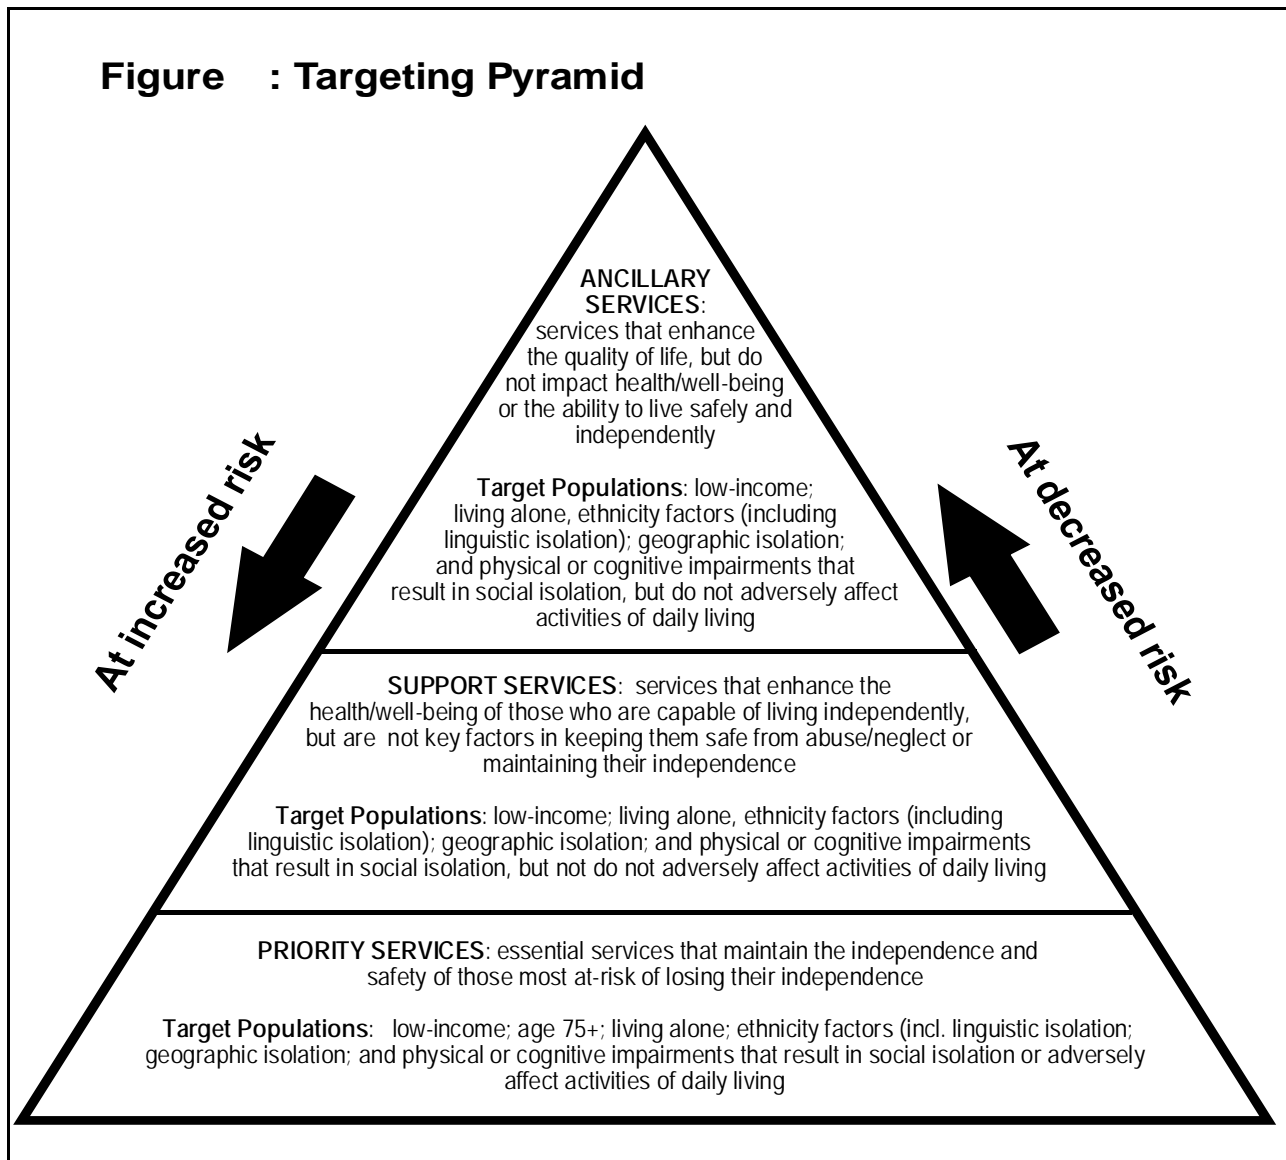 Figure : Targeting Pyramid
ANCILLARY
SERVICES:
services that enhance
the quality of life, but do
not impact health/well-being
or the ability to live safely and
independently
Target Populations: low-income;
living alone, ethnicity factors (including
linguistic isolation); geographic isolation;
and physical or cognitive impairments that
result in social isolation, but do not adversely affect
activities of daily living
At increased risk
At decreased risk
SUPPORT SERVICES: services that enhance the
health/well-being of those who are capable of living independently,
but are not key factors in keeping them safe from abuse/neglect or
maintaining their independence
Target Populations: low-income; living alone, ethnicity factors (including
linguistic isolation); geographic isolation; and physical or cognitive impairments
that result in social isolation, but not do not adversely affect activities of daily living
PRIORITY SERVICES: essential services that maintain the independence and
safety of those most at-risk of losing their independence
Target Populations: low-income; age 75+; living alone; ethnicity factors (incl. linguistic isolation;
geographic isolation; and physical or cognitive impairments that result in social isolation or adversely
affect activities of daily living